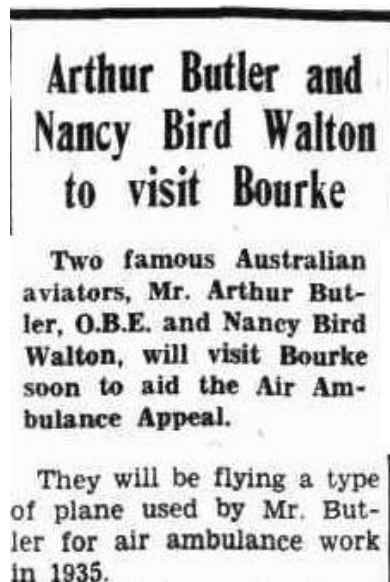 Arthur Butler and
Nancy Bird Walton
to visit Bourke
Two famous Australian
aviators, Mr. Arthur But-
ler, O.B.E. and Nancy Bird
Walton, will visit Bourke
soon to aid the Air Am-
bulance Appeal.
They will be flying a type
of plane used by Mr. But-
ler for air ambulance work
in 1935.